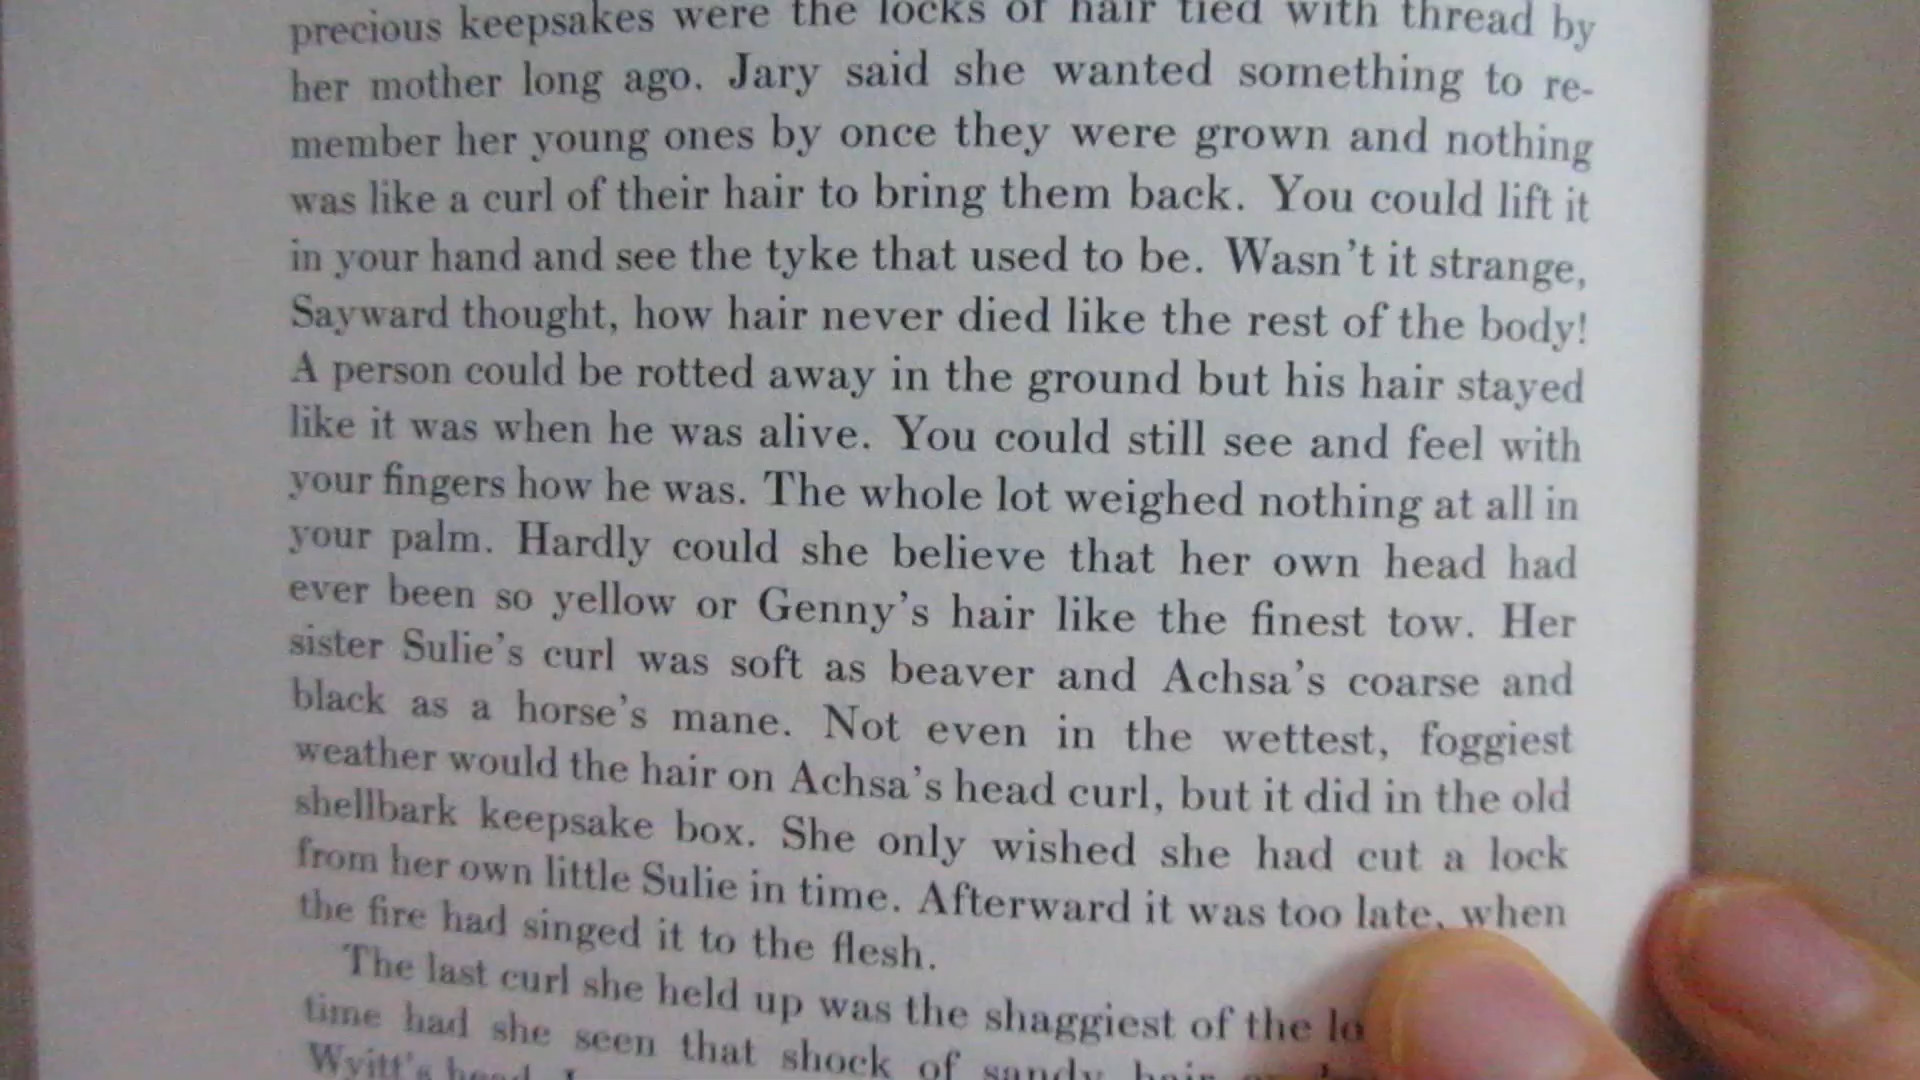 precious keepsakes were the locks of hair tied with thread by
her mother long ago. Jary said she wanted something to re-
member her young ones by once they were grown and nothing
was like a curl of their hair to bring them back. You could lift it
in your hand and see the tyke that used to be. Wasn't it strange,
Sayward thought, how hair never died like the rest of the body!
A person could be rotted away in the ground but his hair stayed
like it was when he was alive. You could still see and feel with
your fingers how he was. The whole lot weighed nothing at all in
your palm. Hardly could she believe that her own head had
ever been so yellow or Genny's hair like the finest tow. Her
sister Sulie's curl was soft as beaver and Achsa's coarse and
black as a horse's mane. Not even in the wettest, foggiest
weather would the hair on Achsa's head curl, but it did in the old
shellbark keepsake box. She only wished she had cut a lock
from her own little Sulie in time. Afterward it was too late, when
the fire had singed it to the flesh.
The last curl she held up was the shaggiest of the
time had she seen that shock of sandy hair
Wyitt's head.